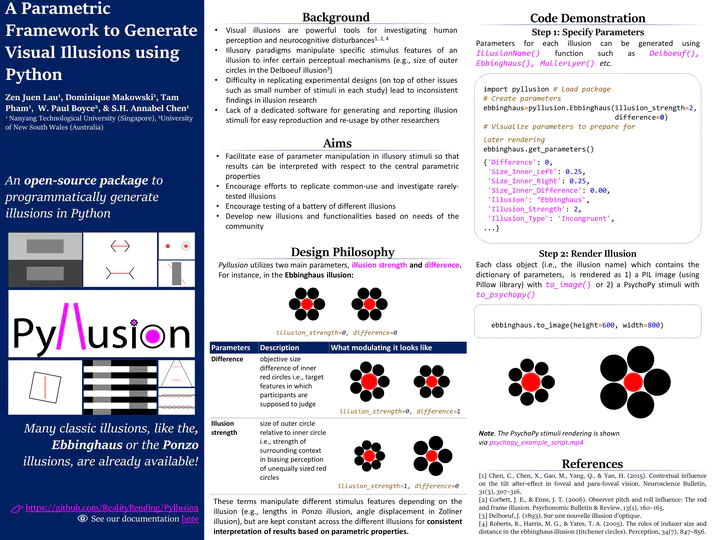 A Parametric
Framework to Generate
Visual Illusions using
Python
Zen Juen Lau¹, Dominique Makowski¹, Tam
Pham¹, W. Paul Boyce², & S.H. Annabel Chen¹
¹ Nanyang Technological University (Singapore), ²University
of New South Wales (Australia)
An open-source package to
programmatically generate
illusions in Python
Pyllusion
Many classic illusions, like the,
Ebbinghaus or the Ponzo
illusions, are already available!
https://github.com/RealityBending/Pyllusion
See our documentation here
Background
• Visual illusions are powerful tools for investigating human
perception and neurocognitive disturbances¹, ², ⁴
• Illusory paradigms manipulate specific stimulus features of an
illusion to infer certain perceptual mechanisms (e.g., size of outer
circles in the Delboeuf illusion³)
• Difficulty in replicating experimental designs (on top of other issues
such as small number of stimuli in each study) lead to inconsistent
findings in illusion research
• Lack of a dedicated software for generating and reporting illusion
stimuli for easy reproduction and re-usage by other researchers
Aims
• Facilitate ease of parameter manipulation in illusory stimuli so that
results can be interpreted with respect to the central parametric
properties
• Encourage efforts to replicate common-use and investigate rarely-
tested illusions
• Encourage testing of a battery of different illusions
• Develop new illusions and functionalities based on needs of the
community
Design Philosophy
Pyllusion utilizes two main parameters, illusion strength and difference.
For instance, in the Ebbinghaus illusion:
illusion_strength=0, difference=0
Parameters Description What modulating it looks like
Difference objective size
difference of inner
red circles i.e., target
features in which
participants are
supposed to judge
illusion_strength=0, difference=1
Illusion strength size of outer circle
relative to inner circle
i.e., strength of
surrounding context
in biasing perception
of unequally sized red
circles
illusion_strength=1, difference=0
These terms manipulate different stimulus features depending on the
illusion (e.g., lengths in Ponzo illusion, angle displacement in Zollner
illusion), but are kept constant across the different illusions for consistent
interpretation of results based on parametric properties.
Code Demonstration
Step 1: Specify Parameters
Parameters for each illusion can be generated using
IllusionName() function such as Delboeuf(),
Ebbinghaus(), MullerLyer() etc.
import pyllusion # Load package
# Create parameters
ebbinghaus=pyllusion.Ebbinghaus(illusion_strength=2,
difference=0)
# Visualize parameters to prepare for
later rendering
ebbinghaus.get_parameters()
{'Difference': 0,
'Size_Inner_Left': 0.25,
'Size_Inner_Right': 0.25,
'Size_Inner_Difference': 0.00,
'Illusion': 'Ebbinghaus',
'Illusion_Strength': 2,
'Illusion_Type': 'Incongruent',
...}
Step 2: Render Illusion
Each class object (i.e., the illusion name) which contains the
dictionary of parameters, is rendered as 1) a PIL image (using
Pillow library) with to_image() or 2) a PsychoPy stimuli with
to_psychopy()
ebbinghaus.to_image(height=600, width=800)
Note. The PsychoPy stimuli rendering is shown
via psychopy_example_script.mp4
References
[1] Chen, C., Chen, X., Gao, M., Yang, Q., & Yan, H. (2015). Contextual influence
on the tilt after-effect in foveal and para-foveal vision. Neuroscience Bulletin,
31(3), 307–316.
[2] Corbett, J. E., & Enns, J. T. (2006). Observer pitch and roll influence: The rod
and frame illusion. Psychonomic Bulletin & Review, 13(1), 160–165.
[3] Delboeuf, J. (1893). Sur une nouvelle illusion d'optique.
[4] Roberts, B., Harris, M. G., & Yates, T. A. (2005). The roles of inducer size and
distance in the ebbinghaus illusion (titchener circles). Perception, 34(7), 847–856.